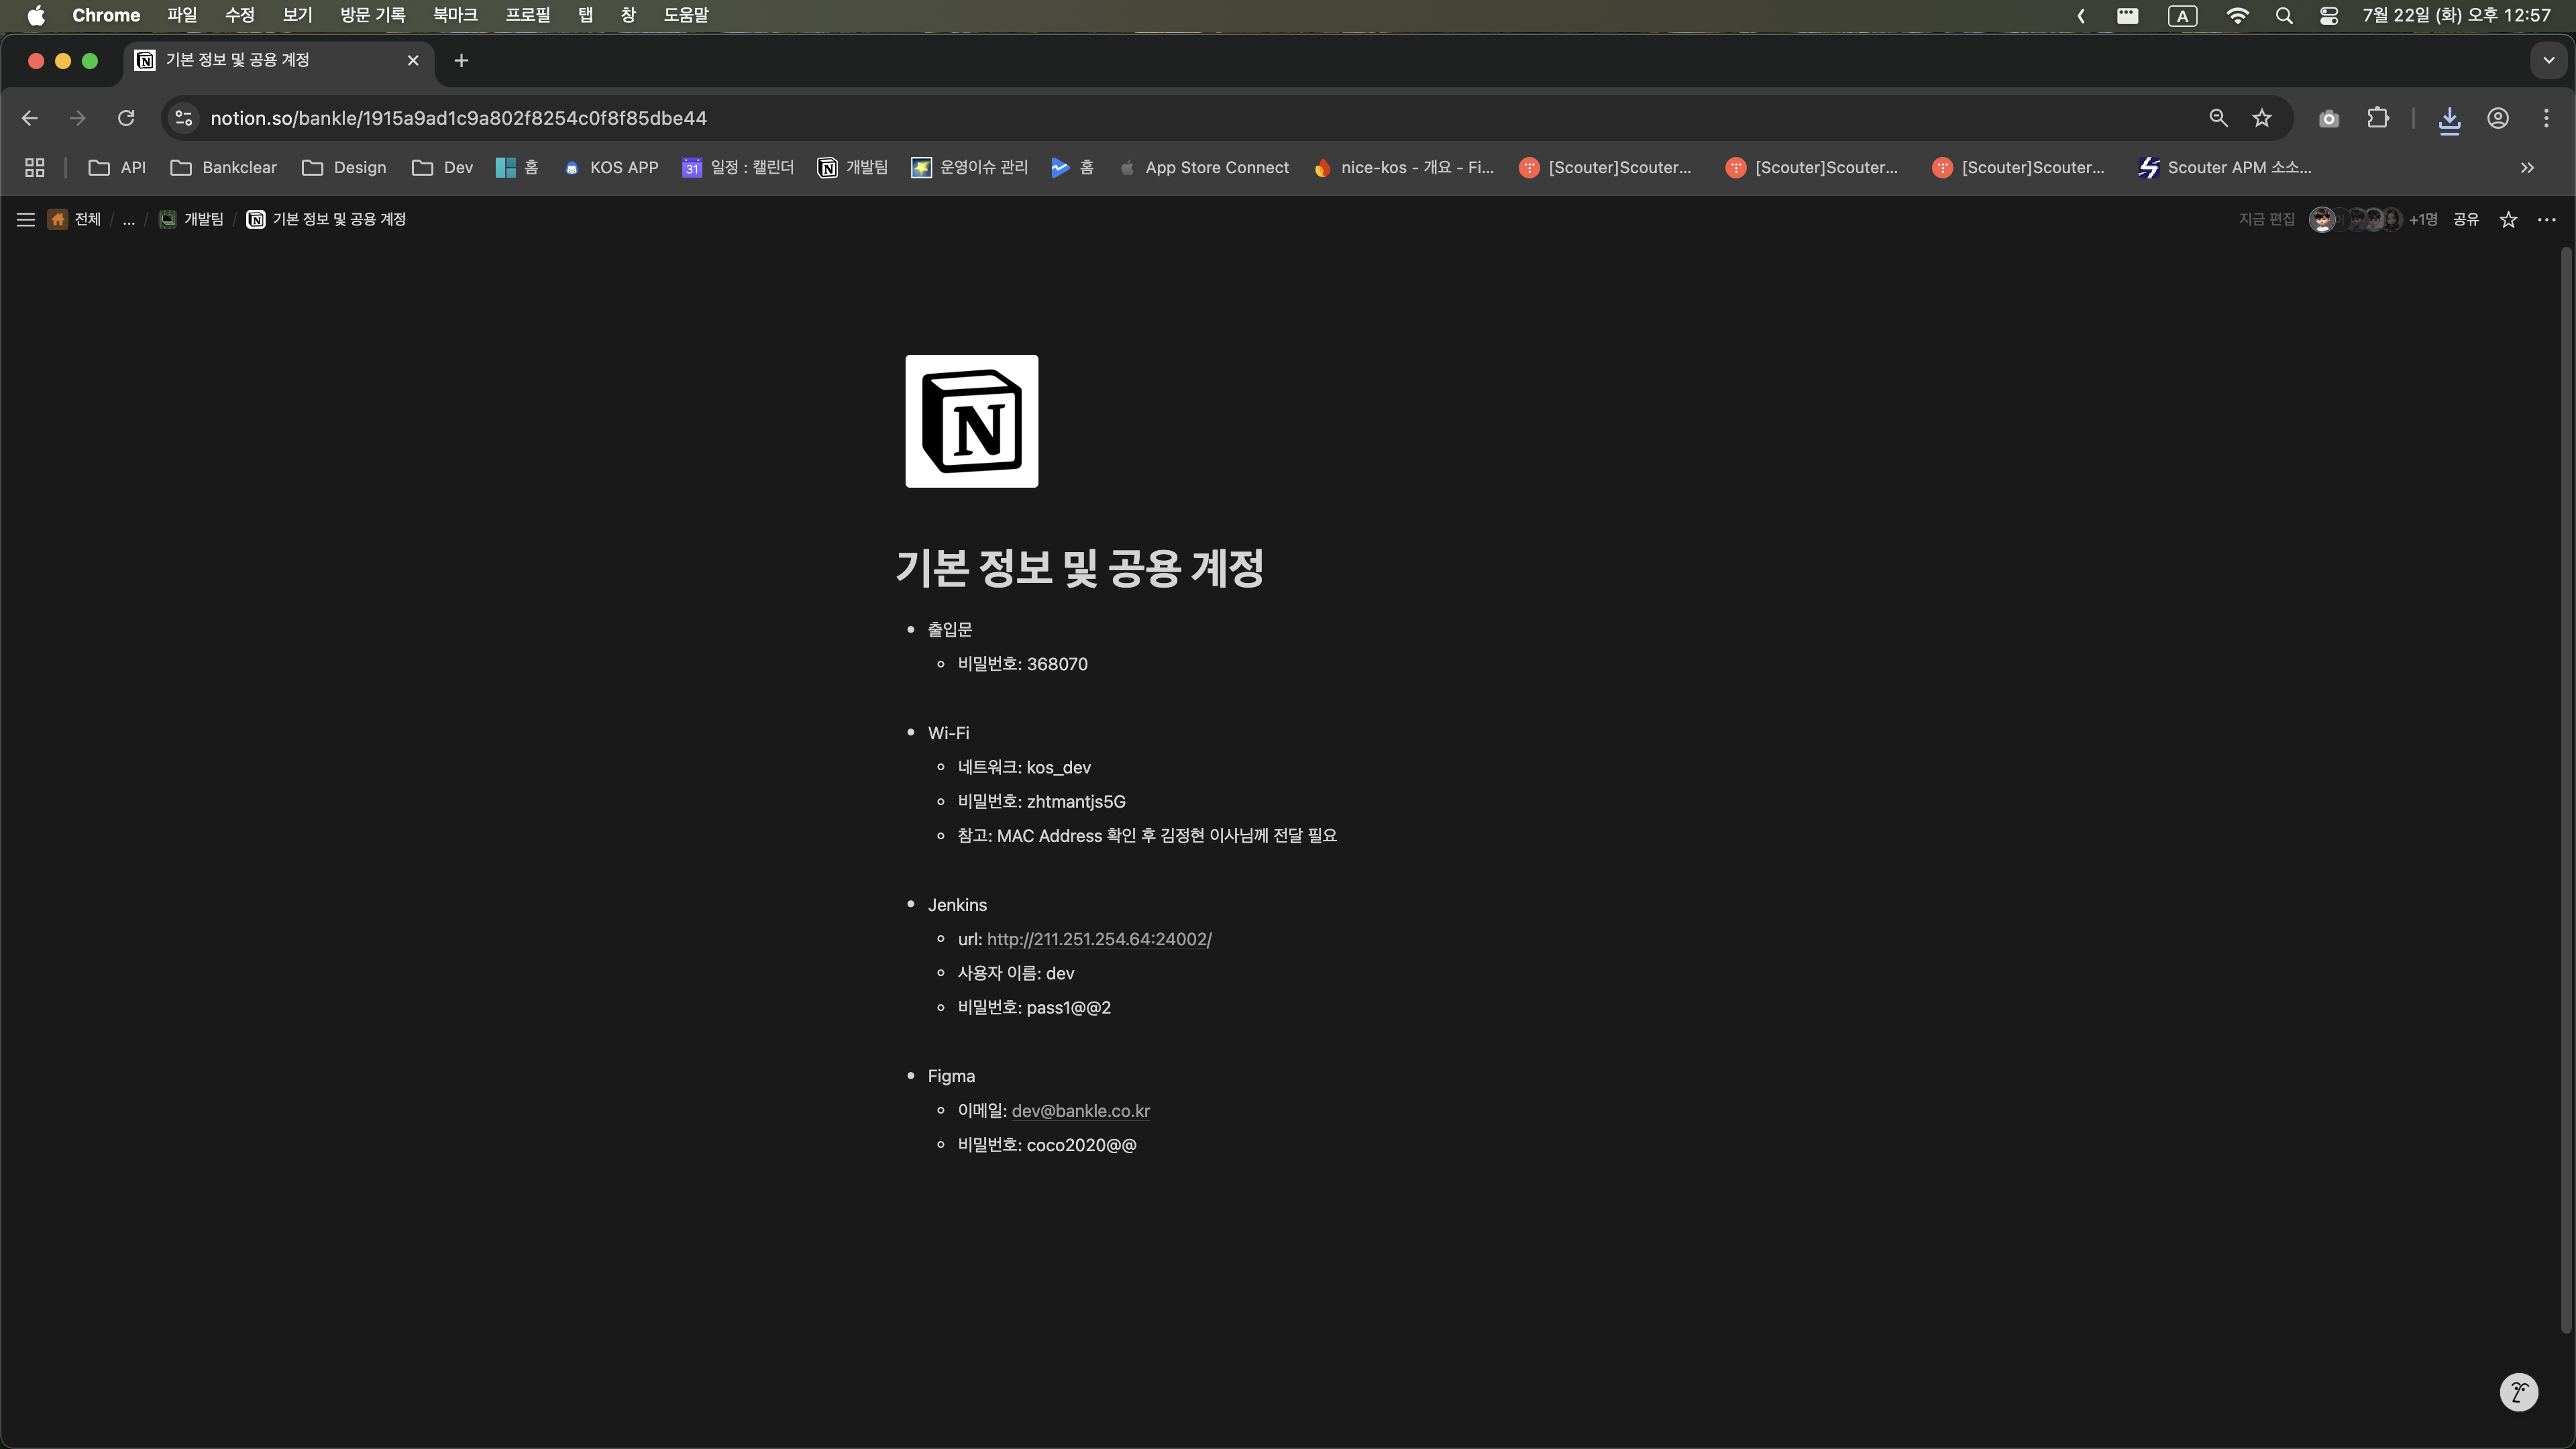 Chrome 파일 수정 보기 방문 기록 북마크 프로필 탭 창 도움말 A 7월 22일 (화) 오후 12:57
기본 정보 및 공용 계정
notion.so/bankle/1915a9ad1c9a802f8254c0f8f85dbe44
API Bankclear Design Dev 홈 KOS APP 31 일정 : 캘린더 개발팀 운영이슈 관리 홈 App Store Connect nice-kos - 개요 - Fi... [Scouter]Scouter... [Scouter]Scouter... [Scouter]Scouter... Scouter APM 소소...
전체 / ... / 개발팀 / 기본 정보 및 공용 계정 지금 편집 +1명 공유
N
기본 정보 및 공용 계정
출입문
비밀번호: 368070
Wi-Fi
네트워크: kos_dev
비밀번호: zhtmantjs5G
참고: MAC Address 확인 후 김정현 이사님께 전달 필요
Jenkins
url: http://211.251.254.64:24002/
사용자 이름: dev
비밀번호: pass1@@2
Figma
이메일: dev@bankle.co.kr
비밀번호: coco2020@@